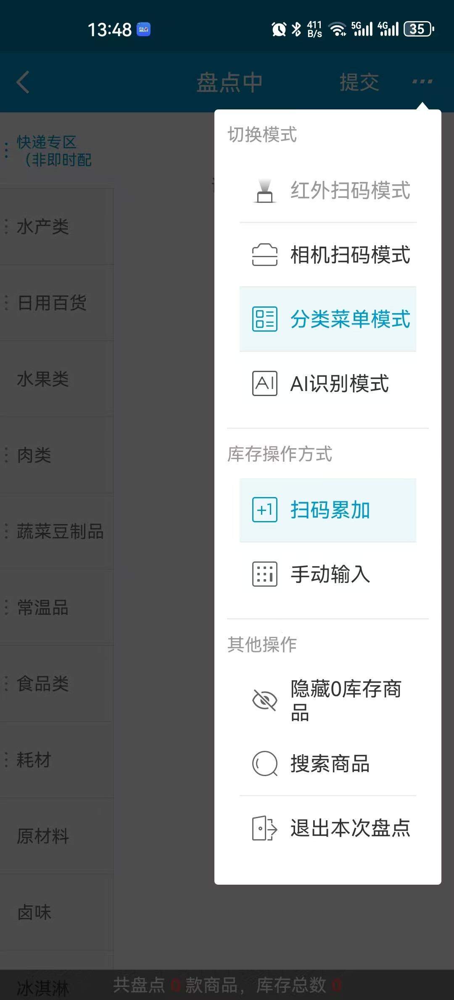 13:48
盘点
411
B/s
5G
4G
35
盘点中
提交
快递专区
（非即时配
水产类
日用百货
水果类
肉类
蔬菜豆制品
常温品
食品类
耗材
原材料
卤味
冰淇淋
切换模式
红外扫码模式
相机扫码模式
分类菜单模式
AI
AI识别模式
库存操作方式
+1
扫码累加
手动输入
其他操作
隐藏0库存商
品
搜索商品
退出本次盘点
共盘点 0 款商品，库存总数 0